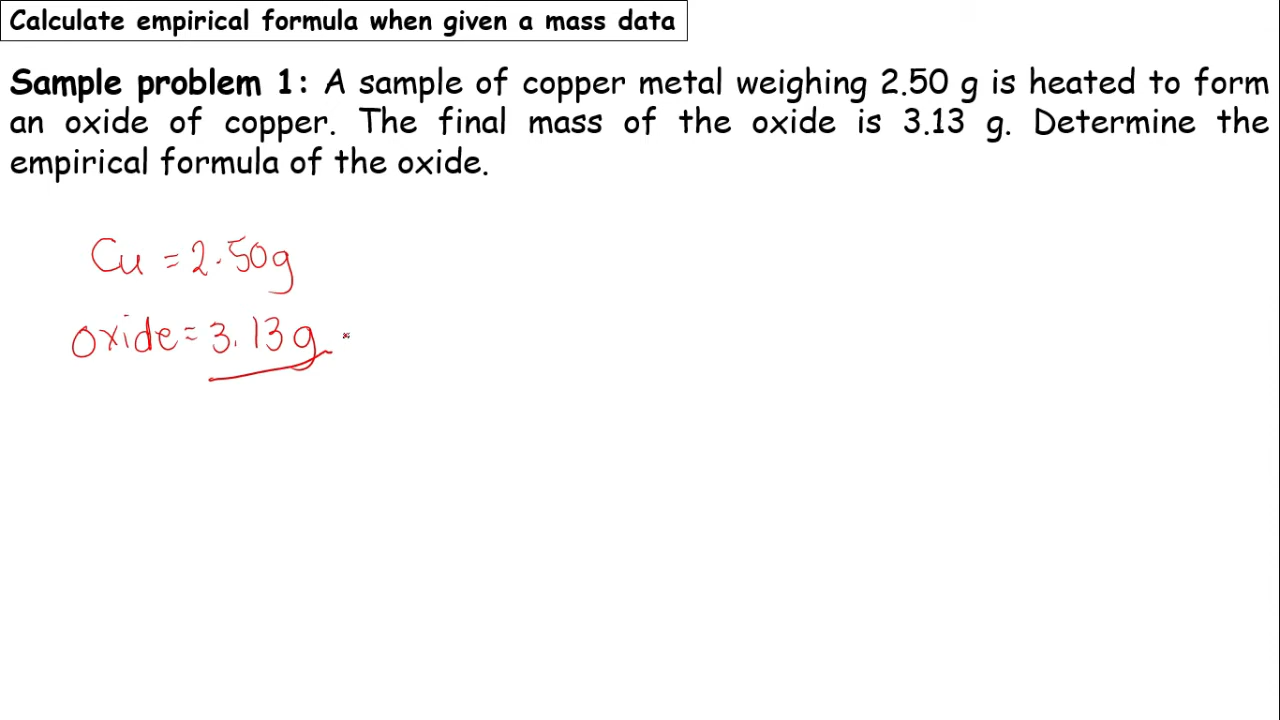 Calculate empirical formula when given a mass data
Sample problem 1: A sample of copper metal weighing 2.50 g is heated to form
an oxide of copper. The final mass of the oxide is 3.13 g. Determine the
empirical formula of the oxide.
Cu = 2.50g
oxide = 3.13g